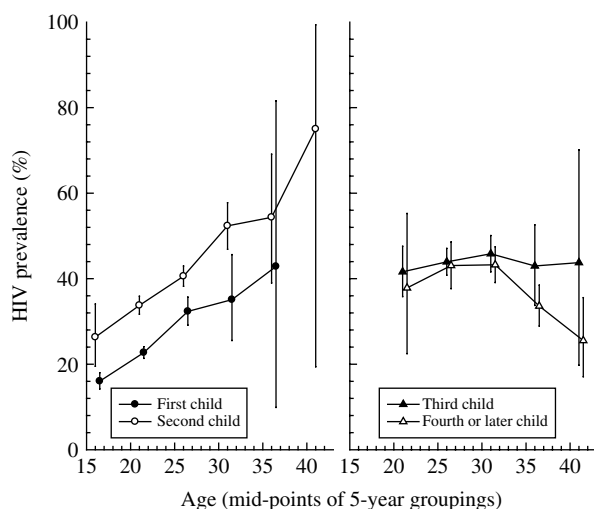 HIV prevalence (%)
100
80
60
40
20
0
First child
Second child
Third child
Fourth or later child
15 20 25 30 35 40 15 20 25 30 35 40
Age (mid-points of 5-year groupings)